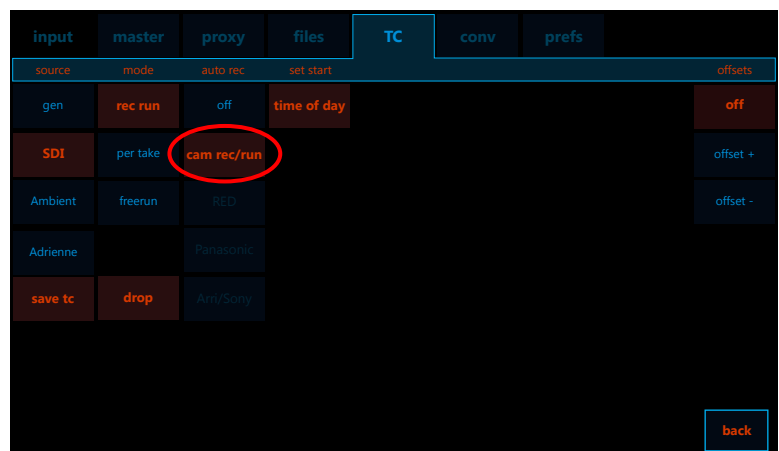 input master proxy files TC conv prefs
source mode auto rec set start offsets
gen rec run off time of day off
SDI per take cam rec/run offset +
Ambient freerun RED offset -
Adrienne Panasonic
save tc drop Arri/Sony
back